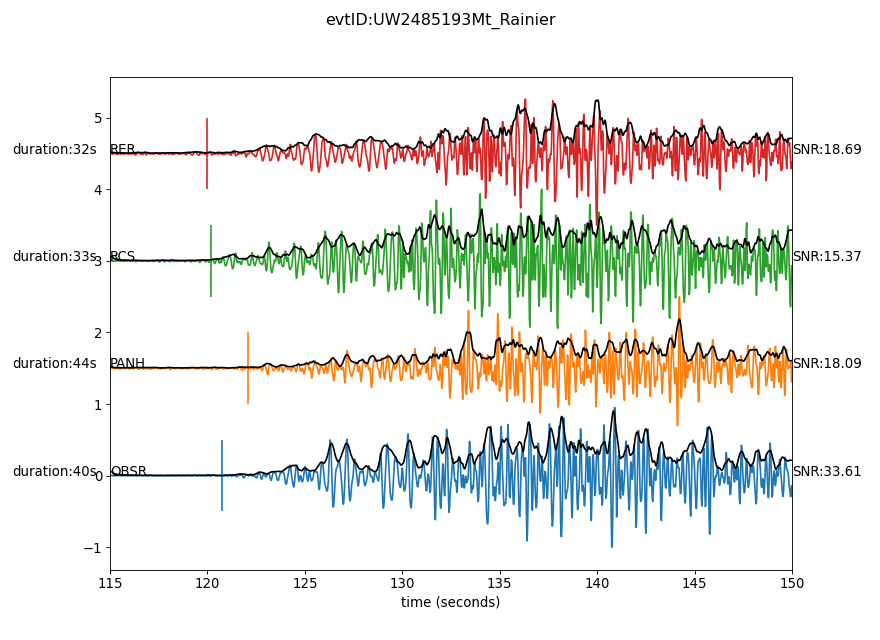 evtID:UW2485193Mt_Rainier
5
duration:32s RER SNR:18.69
4
duration:33s RCS SNR:15.37
3
2
duration:44s PANH SNR:18.09
1
duration:40s OBSR SNR:33.61
0
−1
115 120 125 130 135 140 145 150
time (seconds)